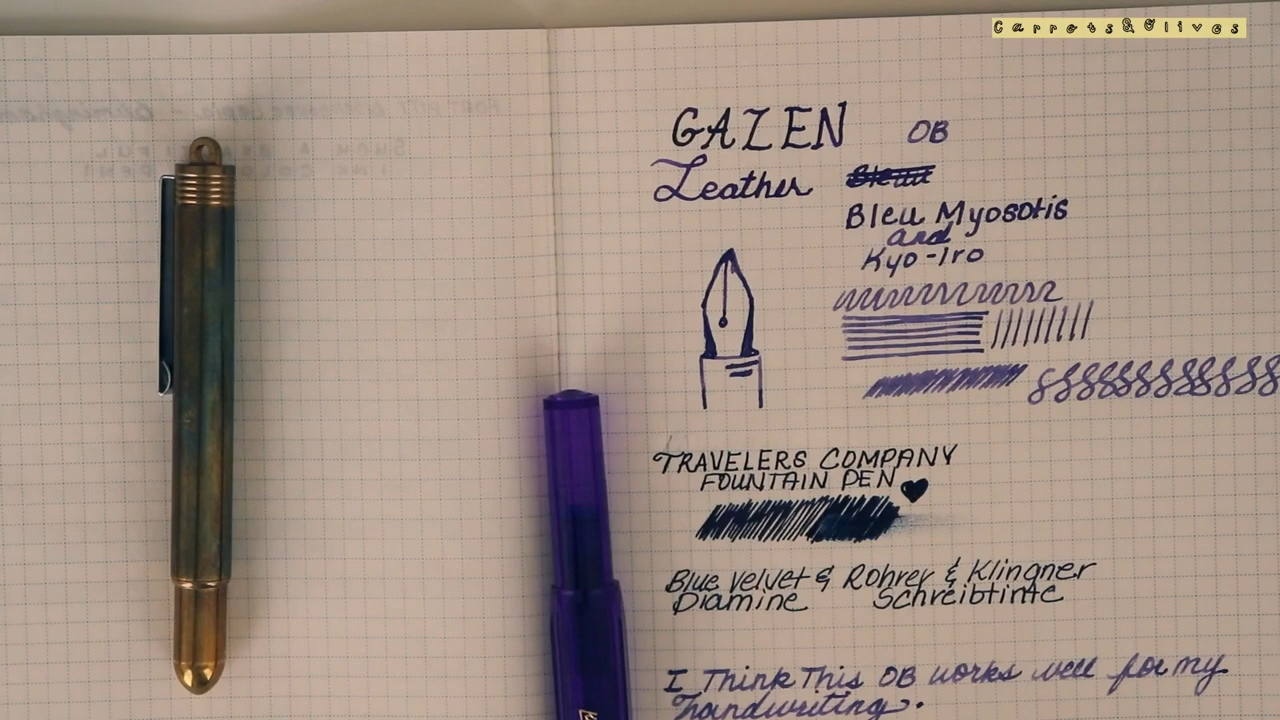 Carrots&Olives
GAZEN OB
Leather
Bleu Myosotis
and
Kyo-Iro
TRAVELERS COMPANY
FOUNTAIN PEN
Blue Velvet & Rohrer & Klingner
Diamine Schreibtinte
I Think This OB works well for my
handwriting.